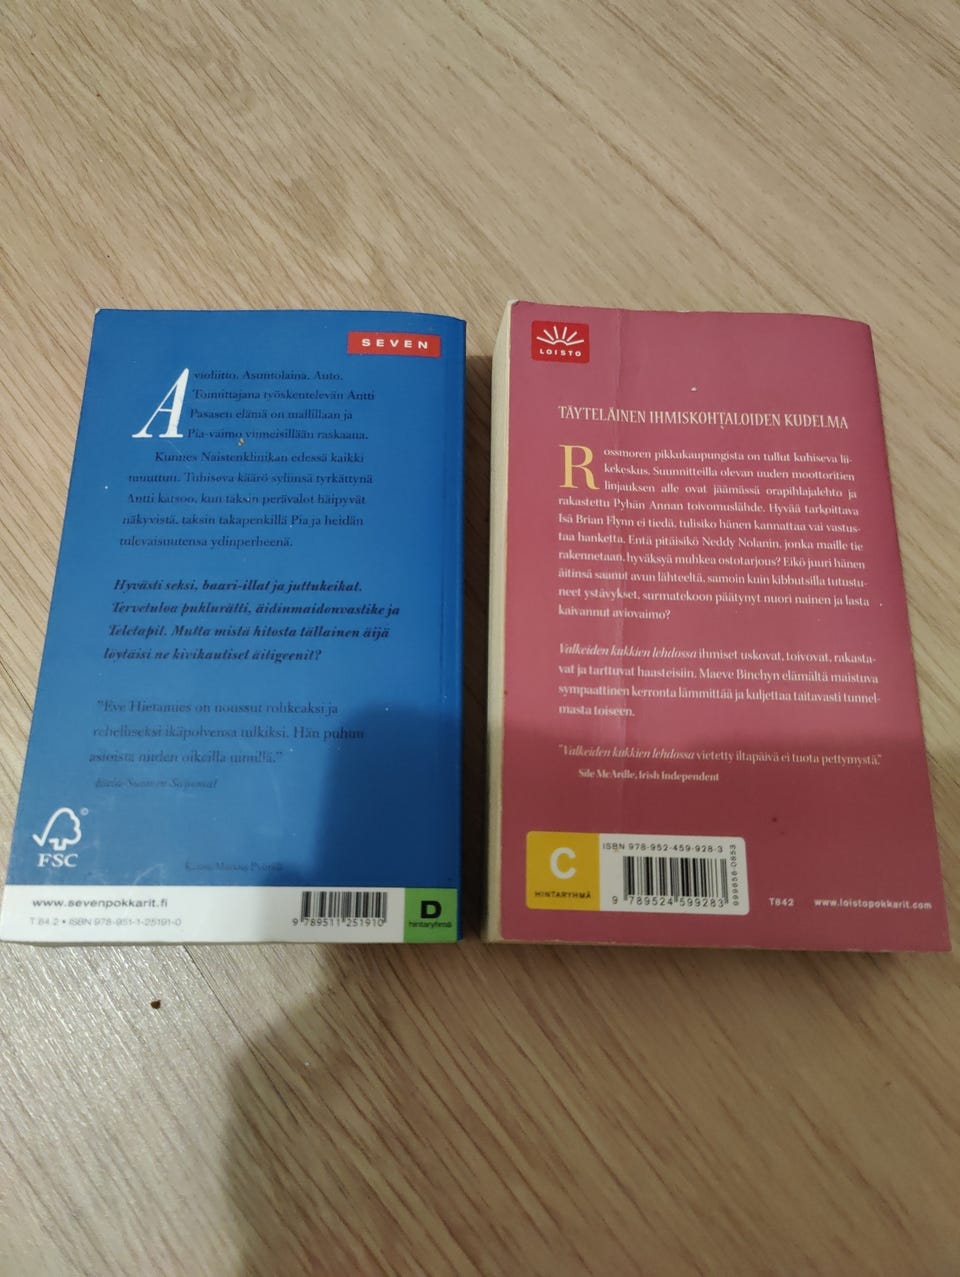 SEVEN
Avioliitto. Asuntolaina. Auto.
Toimittajana työskentelevän Antti
Pasasen elämä on mallillaan ja
Pia-vaimo viimeisillään raskaana.
Kunnes Naistenklinikan edessä kaikki
muuttuu. Tuhiseva käärö syliinsä tyrkättynä
Antti katsoo, kun taksin perävalot häipyvät
näkyvistä, taksin takapenkillä Pia ja heidän
tulevaisuutensa ydinperheenä.
Hyvästi seksi, baari-illat ja juttukeikat.
Tervetuloa puklurätti, äidinmaidonvastike ja
Teletapit. Mutta mistä hitosta tällainen äijä
löytäisi ne kivikautiset äitigeenit?
"Eve Hietamies on noussut rohkeaksi ja
rehelliseksi ikäpolvensa tulkiksi. Hän puhuu
asioista niiden oikeilla nimillä."
FSC
www.sevenpokkarit.fi
T 84.2 • ISBN 978-951-1-25191-0
9 789511 251910
D
hintaryhmä
LOISTO
TÄYTELÄINEN IHMISKOHTALOIDEN KUDELMA
Rossmoren pikkukaupungista on tullut kuhiseva lii-
kekeskus. Suunnitteilla olevan uuden moottoritien
linjauksen alle ovat jäämässä orapihlajalehto ja
rakastettu Pyhän Annan toivomuslähde. Hyvää tarkoittava
Isä Brian Flynn ei tiedä, tulisiko hänen kannattaa vai vastus-
taa hanketta. Entä pitäisikö Neddy Nolanin, jonka maille tie
rakennetaan, hyväksyä muhkea ostotarjous? Eikö juuri hänen
äitinsä saanut avun lähteeltä, samoin kuin kibbutsilla tutustu-
neet ystävykset, surmatekoon päätynyt nuori nainen ja lasta
kaivannut aviovaimo?
Valkeiden kukkien lehdossa ihmiset uskovat, toivovat, rakasta-
vat ja tarttuvat haasteisiin. Maeve Binchyn elämältä maistuva
sympaattinen kerronta lämmittää ja kuljettaa taitavasti tunnel-
masta toiseen.
"Valkeiden kukkien lehdossa vietetty iltapäivä ei tuota pettymystä."
Sile McArdle, Irish Independent
C
HINTARYHMÄ
ISBN 978-952-459-928-3
9 789524 599283
999656-0853
T842
www.loistopokkarit.com